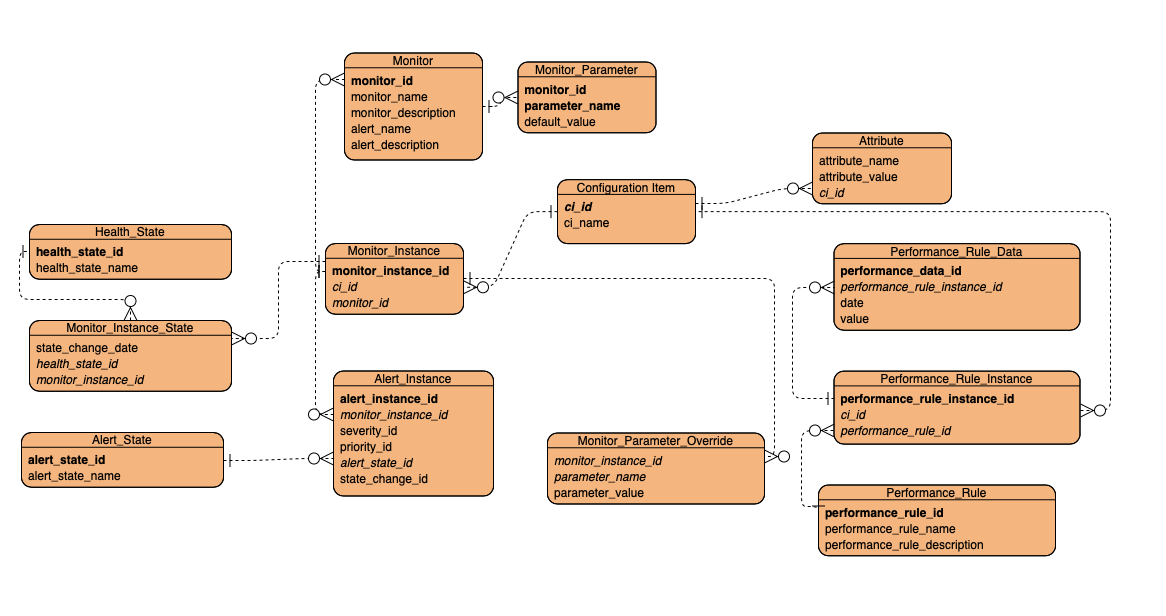 Monitor
monitor_id
monitor_name
monitor_description
alert_name
alert_description
Monitor_Parameter
monitor_id
parameter_name
default_value
Attribute
attribute_name
attribute_value
ci_id
Configuration Item
ci_id
ci_name
Health_State
health_state_id
health_state_name
Monitor_Instance
monitor_instance_id
ci_id
monitor_id
Performance_Rule_Data
performance_data_id
performance_rule_instance_id
date
value
Monitor_Instance_State
state_change_date
health_state_id
monitor_instance_id
Alert_Instance
alert_instance_id
monitor_instance_id
severity_id
priority_id
alert_state_id
state_change_id
Performance_Rule_Instance
performance_rule_instance_id
ci_id
performance_rule_id
Alert_State
alert_state_id
alert_state_name
Monitor_Parameter_Override
monitor_instance_id
parameter_name
parameter_value
Performance_Rule
performance_rule_id
performance_rule_name
performance_rule_description